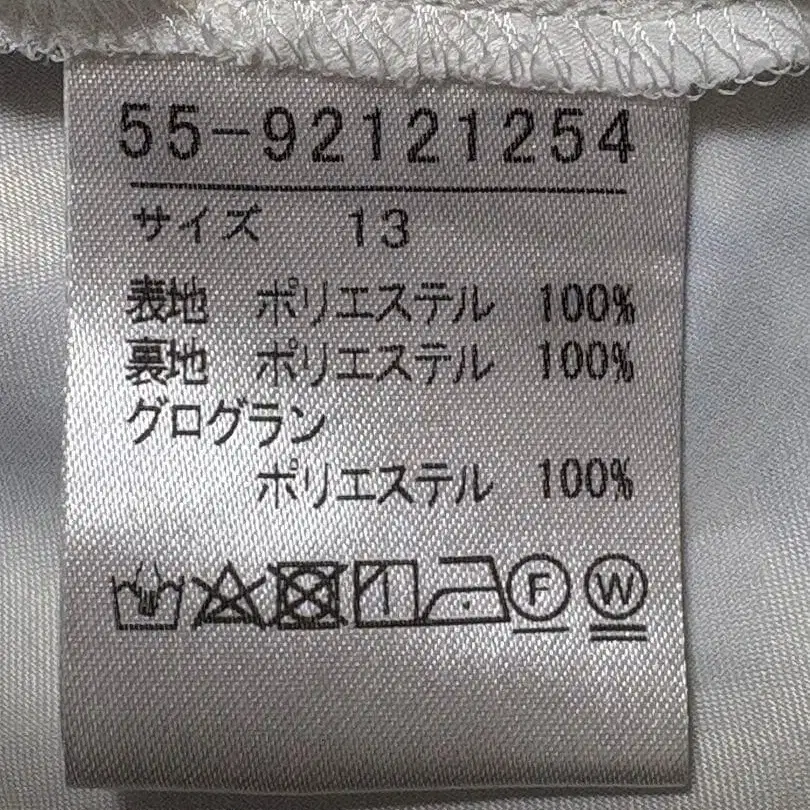 55-92121254
サイズ 13
表地 ポリエステル 100%
裏地 ポリエステル 100%
グログラン
ポリエステル 100%
F W